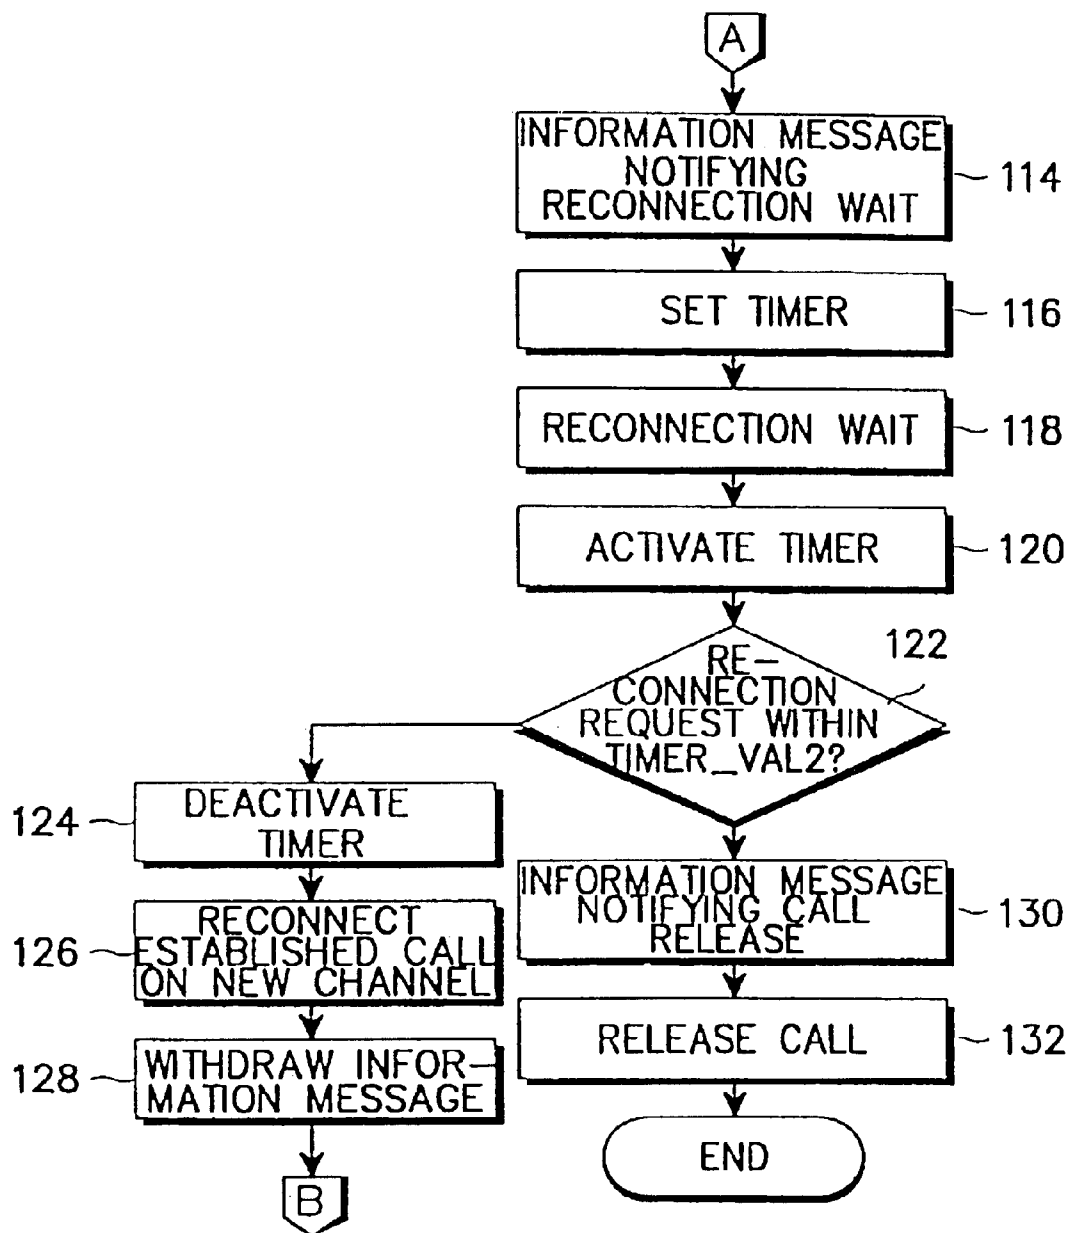 A
INFORMATION MESSAGE
NOTIFYING
RECONNECTION WAIT
114
SET TIMER
116
RECONNECTION WAIT
118
ACTIVATE TIMER
120
122
RE-
CONNECTION
REQUEST WITHIN
TIMER_VAL2?
124
DEACTIVATE
TIMER
126
RECONNECT
ESTABLISHED CALL
ON NEW CHANNEL
128
WITHDRAW INFOR-
MATION MESSAGE
B
INFORMATION MESSAGE
NOTIFYING CALL
RELEASE
130
RELEASE CALL
132
END